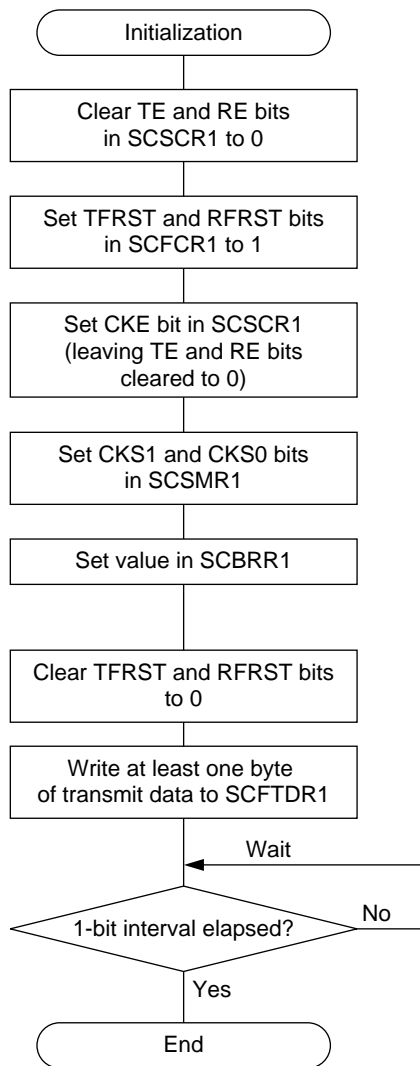 Initialization
Clear TE and RE bits
in SCSCR1 to 0
Set TFRST and RFRST bits
in SCFCR1 to 1
Set CKE bit in SCSCR1
(leaving TE and RE bits
cleared to 0)
Set CKS1 and CKS0 bits
in SCSMR1
Set value in SCBRR1
Clear TFRST and RFRST bits
to 0
Write at least one byte
of transmit data to SCFTDR1
Wait
1-bit interval elapsed?
No
Yes
End